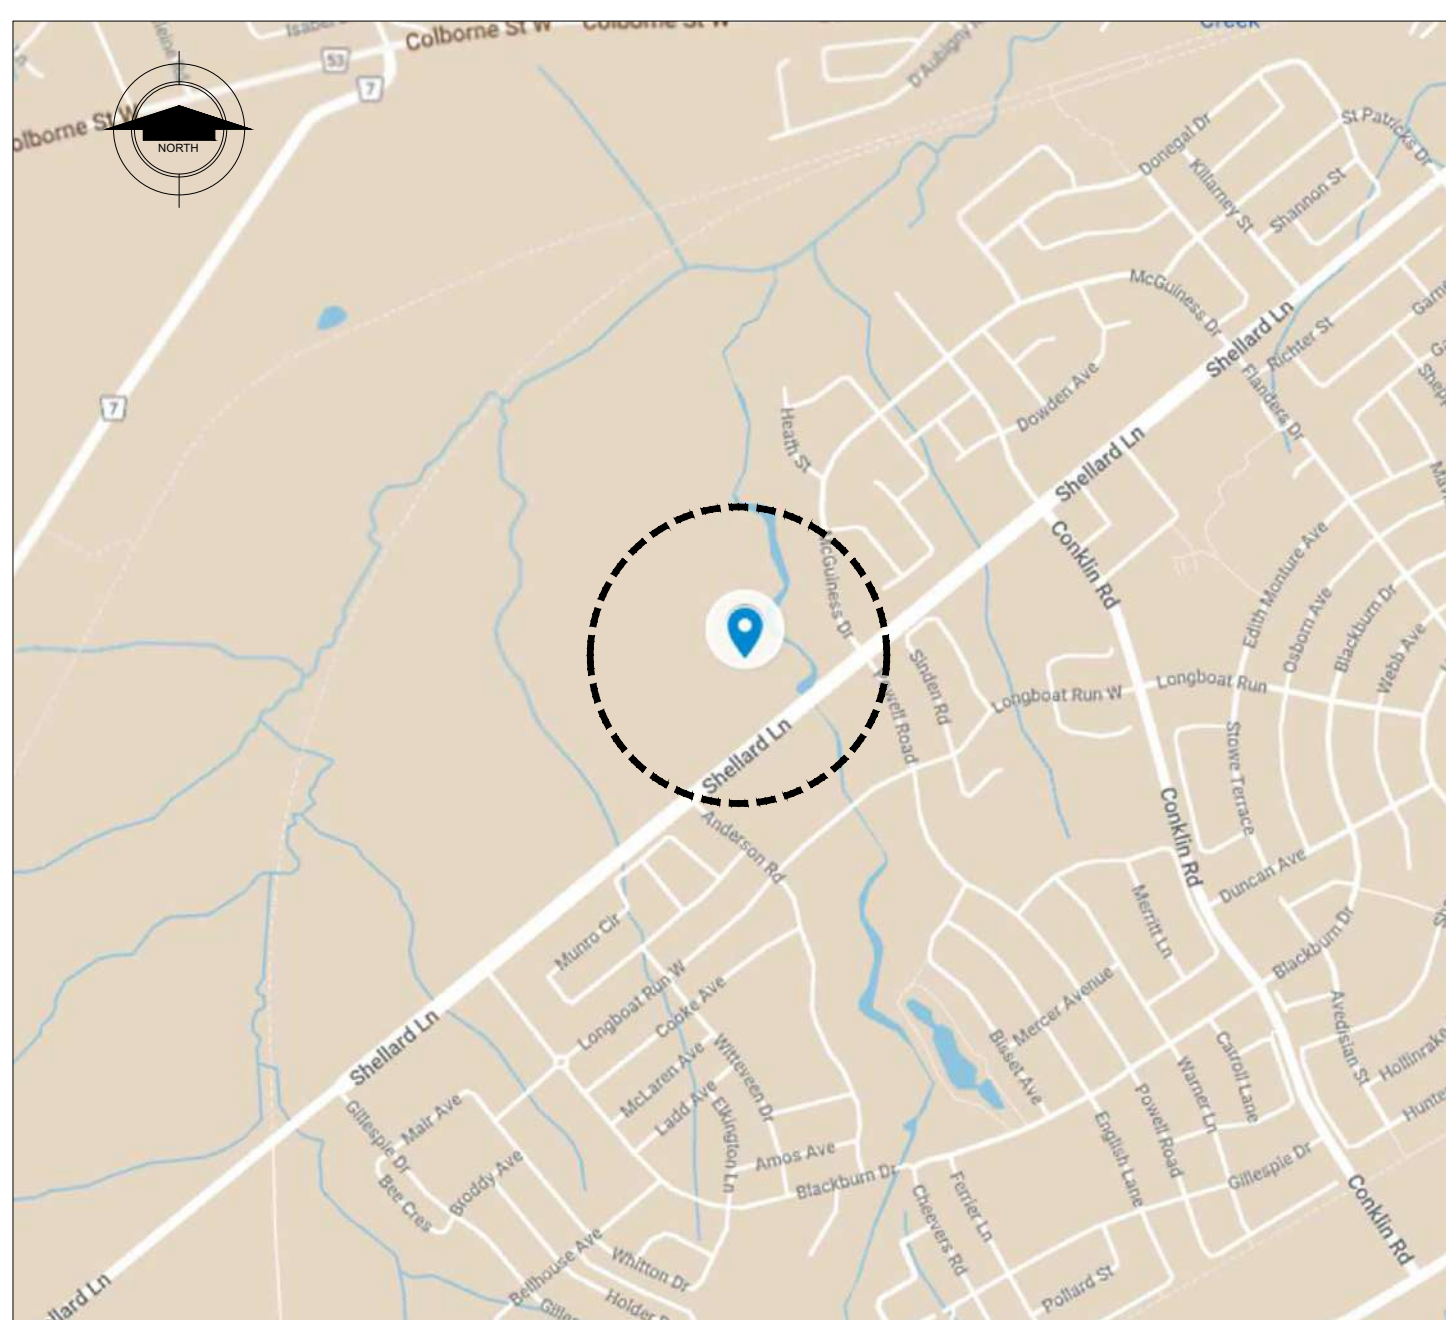 Colborne St W
Creek
53
7
D'Aubigny
NORTH
St Patricks Dr
Donegal Dr
Killarney St
Shannon St
McGuiness Dr
Shellard Ln
Richter St
7
Flanders Dr
Dowden Ave
Heath St
Shellard Ln
Conklin Rd
McGuiness Dr
Edith Monture Ave
Osborn Ave
Blackburn Dr
Webb Ave
Sinden Rd
Longboat Run W
Longboat Run
Shellard Ln
Stowe Terrace
Conklin Rd
Anderson Rd
Duncan Ave
Merritt Ln
Munro Cir
Blackburn Dr
Longboat Run W
Cooke Ave
Mercer Avenue
Bisset Ave
Avedisian St
Shellard Ln
McLaren Ave
Witteveen Dr
Ladd Ave
Elkington Ln
Carroll Lane
Warner Ln
Powell Road
English Lane
Gillespie Dr
Mair Ave
Bee Cres
Broddy Ave
Amos Ave
Blackburn Dr
Gillespie Dr
Cheevers Rd
Ferrier Ln
Conklin Rd
Bellhouse Ave
Whitton Dr
Holder
Pollard St